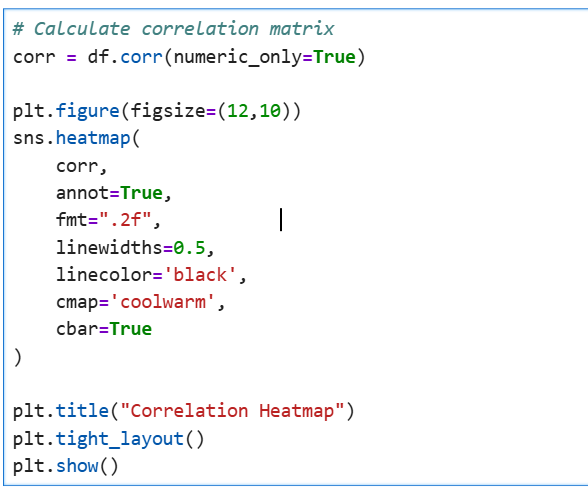 # Calculate correlation matrix
corr = df.corr(numeric_only=True)
plt.figure(figsize=(12,10))
sns.heatmap(
    corr,
    annot=True,
    fmt=".2f",
    linewidths=0.5,
    linecolor='black',
    cmap='coolwarm',
    cbar=True
)
plt.title("Correlation Heatmap")
plt.tight_layout()
plt.show()